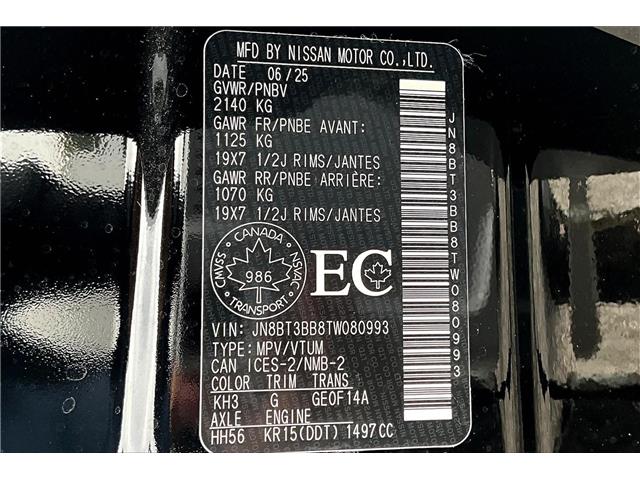 MFD BY NISSAN MOTOR CO.,LTD.
DATE 06/25
GVWR/PNBV
2140 KG
GAWR FR/PNBE AVANT:
1125 KG
19X7 1/2J RIMS/JANTES
GAWR RR/PNBE ARRIÈRE:
1070 KG
19X7 1/2J RIMS/JANTES
CANADA
CMVSS
NSVAC
986
TRANSPORT
EC
VIN: JN8BT3BB8TW080993
TYPE: MPV/VTUM
CAN ICES-2/NMB-2
COLOR TRIM TRANS
KH3 G GE0F14A
AXLE ENGINE
HH56 KR15(DDT) 1497CC
JN8BT3BB8TW080993